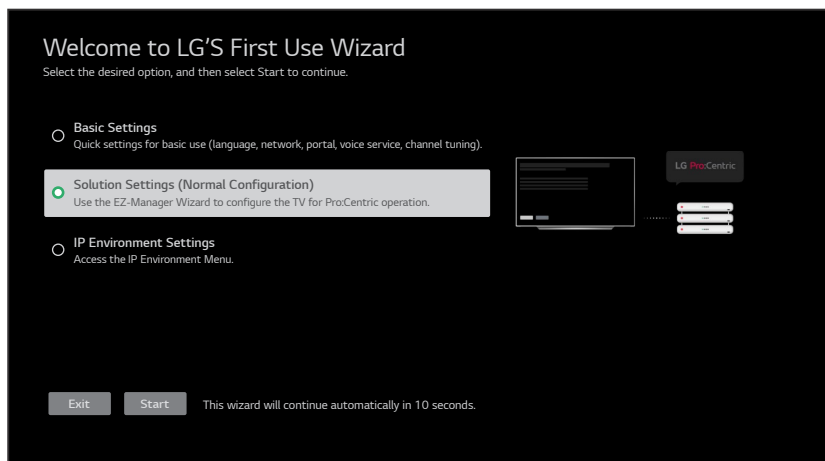 Welcome to LG'S First Use Wizard
Select the desired option, and then select Start to continue.
Basic Settings
Quick settings for basic use (language, network, portal, voice service, channel tuning).
LG Pro:Centric
Solution Settings (Normal Configuration)
Use the EZ-Manager Wizard to configure the TV for Pro:Centric operation.
IP Environment Settings
Access the IP Environment Menu.
Exit Start This wizard will continue automatically in 10 seconds.